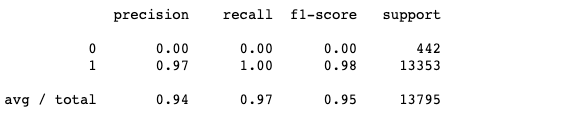 precision recall f1-score support
0 0.00 0.00 0.00 442
1 0.97 1.00 0.98 13353
avg / total 0.94 0.97 0.95 13795